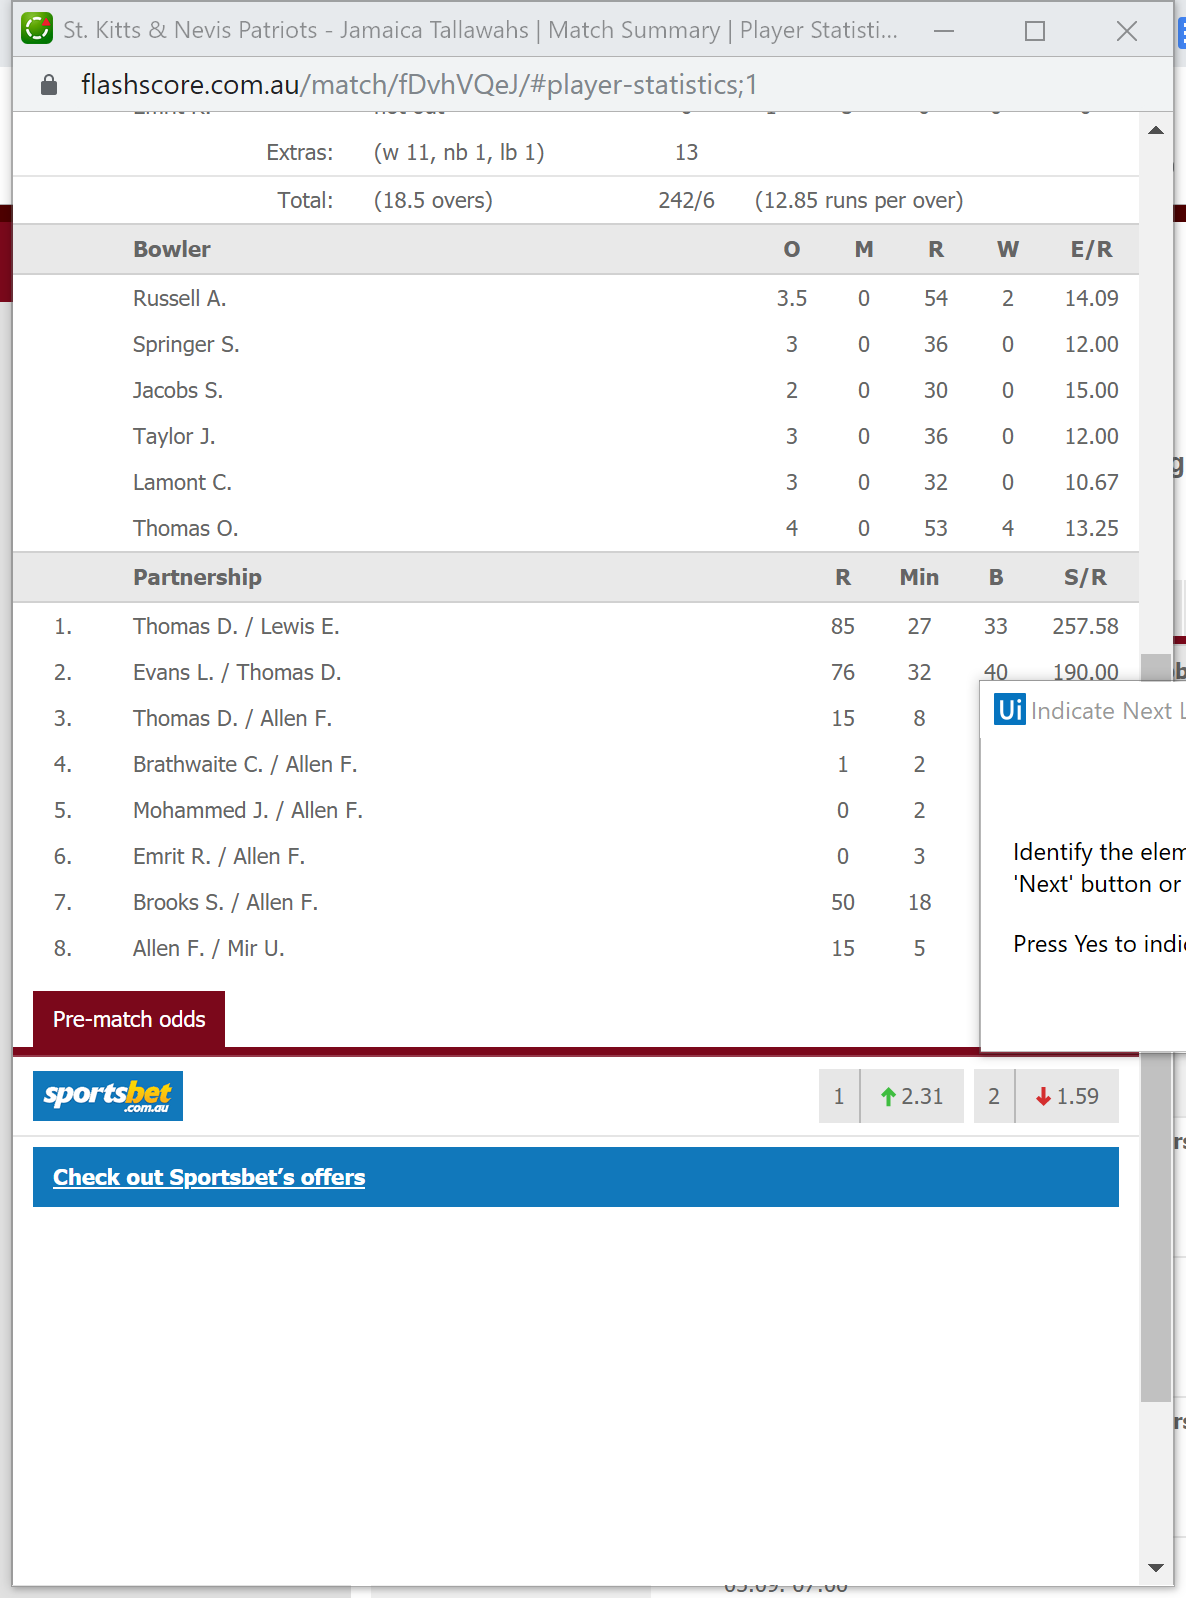 St. Kitts & Nevis Patriots - Jamaica Tallawahs | Match Summary | Player Statisti...
flashscore.com.au/match/fDvhVQeJ/#player-statistics;1
Extras: (w 11, nb 1, lb 1) 13
Total: (18.5 overs) 242/6 (12.85 runs per over)
Bowler O M R W E/R
Russell A. 3.5 0 54 2 14.09
Springer S. 3 0 36 0 12.00
Jacobs S. 2 0 30 0 15.00
Taylor J. 3 0 36 0 12.00
Lamont C. 3 0 32 0 10.67
Thomas O. 4 0 53 4 13.25
Partnership R Min B S/R
1. Thomas D. / Lewis E. 85 27 33 257.58
2. Evans L. / Thomas D. 76 32 40 190.00
3. Thomas D. / Allen F. 15 8
4. Brathwaite C. / Allen F. 1 2
5. Mohammed J. / Allen F. 0 2
6. Emrit R. / Allen F. 0 3
7. Brooks S. / Allen F. 50 18
8. Allen F. / Mir U. 15 5
Ui Indicate Next L
Identify the elem
'Next' button or
Press Yes to indic
Pre-match odds
sportsbet.com.au 1 2.31 2 1.59
Check out Sportsbet's offers